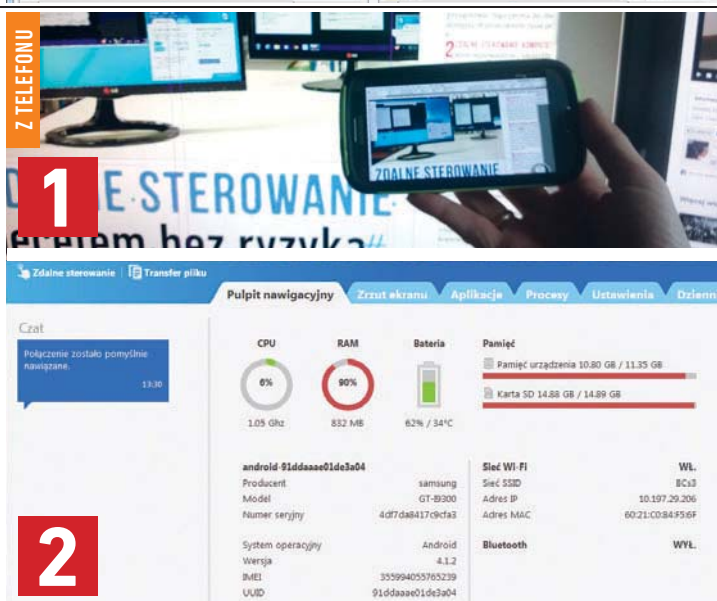 Z TELEFONU
1
ZDALNE STEROWANIE
DALNE·STEROWANIE
ecetem bez ryzyka#
Zdalne sterowanie
Transfer pliku
Pulpit nawigacyjny
Zrzut ekranu
Aplikacje
Procesy
Ustawienia
Dzienn
Czat
Połączenie zostało pomyślnie
nawiązane.
13:30
CPU
RAM
Bateria
Pamięć
6%
90%
Pamięć urządzenia 10.80 GB / 11.35 GB
Karta SD 14.88 GB / 14.89 GB
1.05 Ghz
832 MB
62% / 34°C
android-91ddaaae01de3a04
Producent samsung
Model GT-I9300
Numer seryjny 4df7da8417c9cfa3
System operacyjny Android
Wersja 4.1.2
IMEI 355994055765239
UUID 91ddaaae01de3a04
Sieć Wi-Fi WŁ.
Sieć SSID BCs3
Adres IP 10.197.29.206
Adres MAC 60:21:C0:84:F5:6F
Bluetooth WYŁ.
2